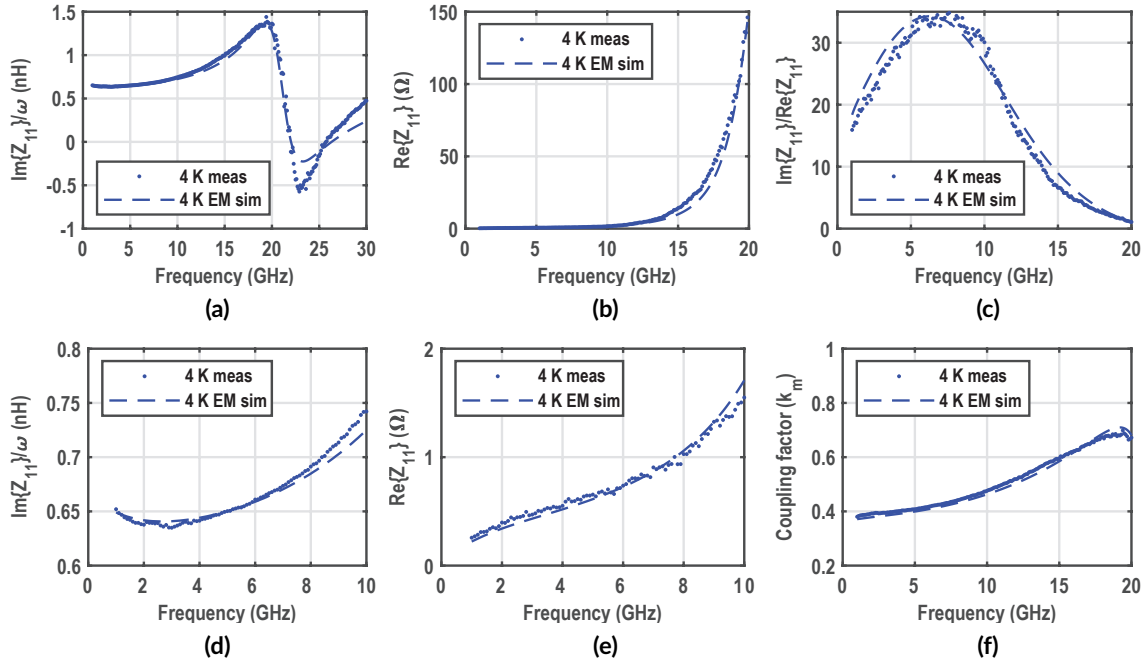 1.5
1
0.5
0
-0.5
-1
Im{Z11}/ω (nH)
4 K meas
4 K EM sim
0 5 10 15 20 25 30
Frequency (GHz)
(a)
150
100
50
0
Re{Z11} (Ω)
4 K meas
4 K EM sim
0 5 10 15 20
Frequency (GHz)
(b)
30
20
10
0
Im{Z11}/Re{Z11}
4 K meas
4 K EM sim
0 5 10 15 20
Frequency (GHz)
(c)
0.8
0.75
0.7
0.65
0.6
Im{Z11}/ω (nH)
4 K meas
4 K EM sim
0 2 4 6 8 10
Frequency (GHz)
(d)
2
1
0
Re{Z11} (Ω)
4 K meas
4 K EM sim
0 2 4 6 8 10
Frequency (GHz)
(e)
1
0.8
0.6
0.4
0.2
Coupling factor (km)
4 K meas
4 K EM sim
0 5 10 15 20
Frequency (GHz)
(f)